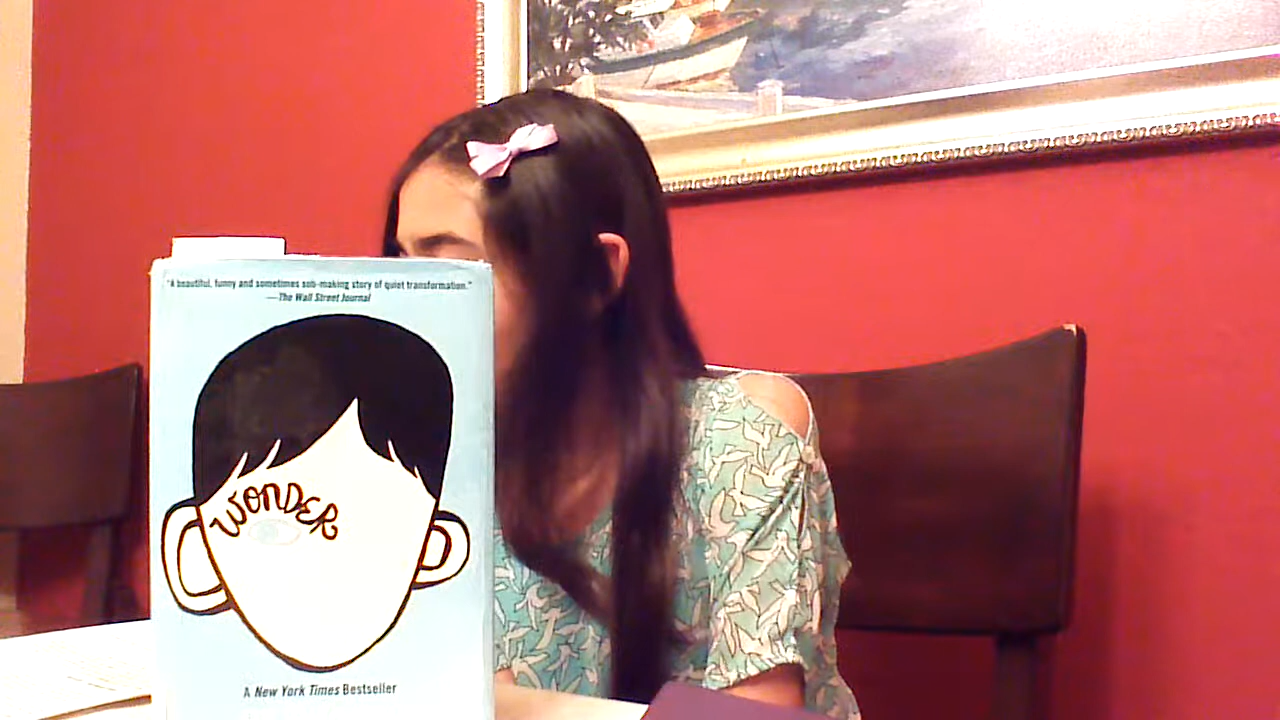 "A beautiful, funny and sometimes sob-making story of quiet transformation."
—The Wall Street Journal
WONDER
A New York Times Bestseller